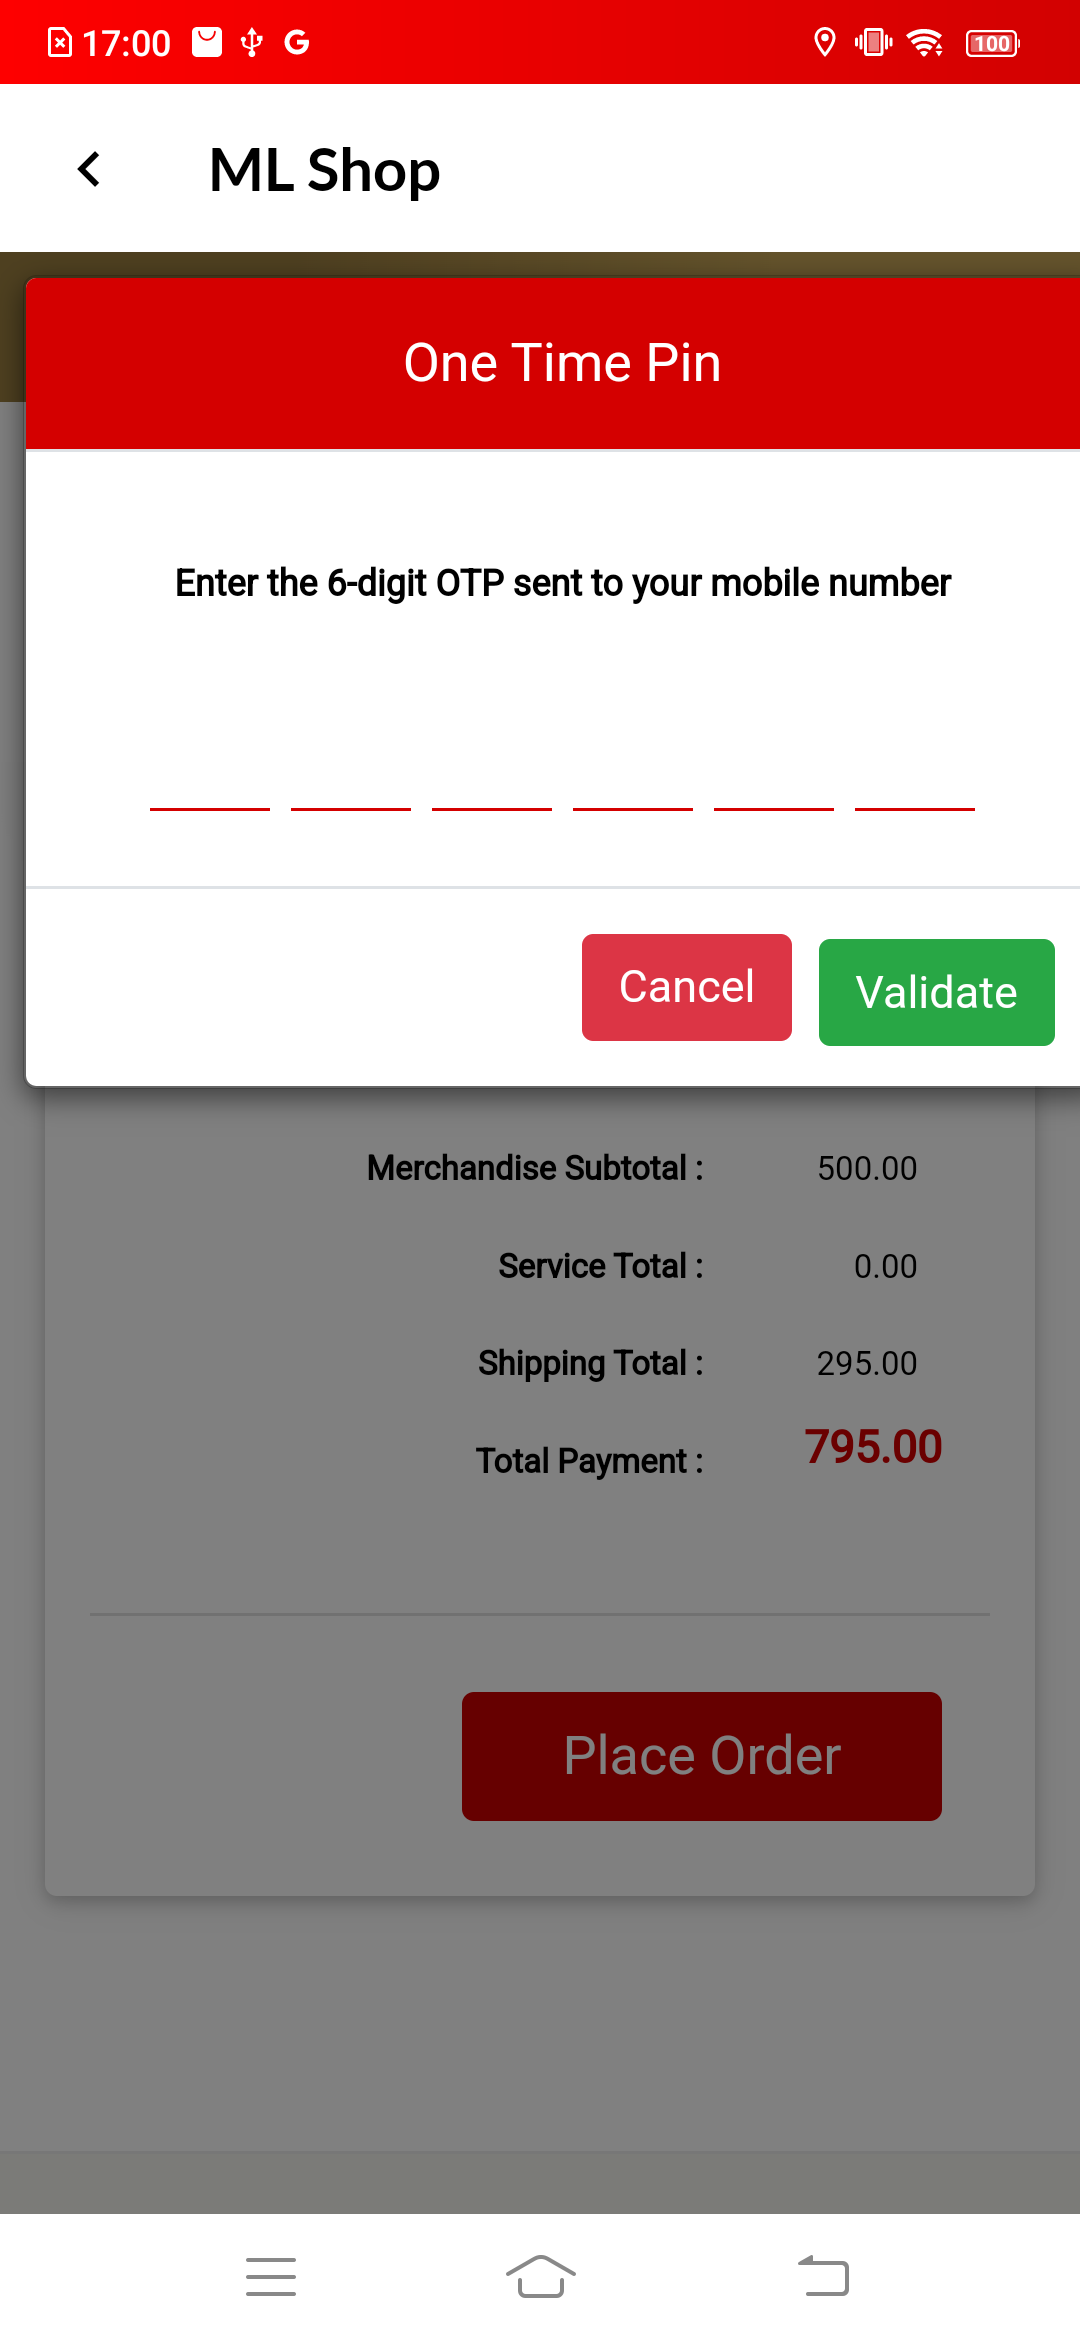 17:00
100
ML Shop
One Time Pin
Enter the 6-digit OTP sent to your mobile number
Cancel
Validate
Merchandise Subtotal : 500.00
Service Total : 0.00
Shipping Total : 295.00
Total Payment : 795.00
Place Order